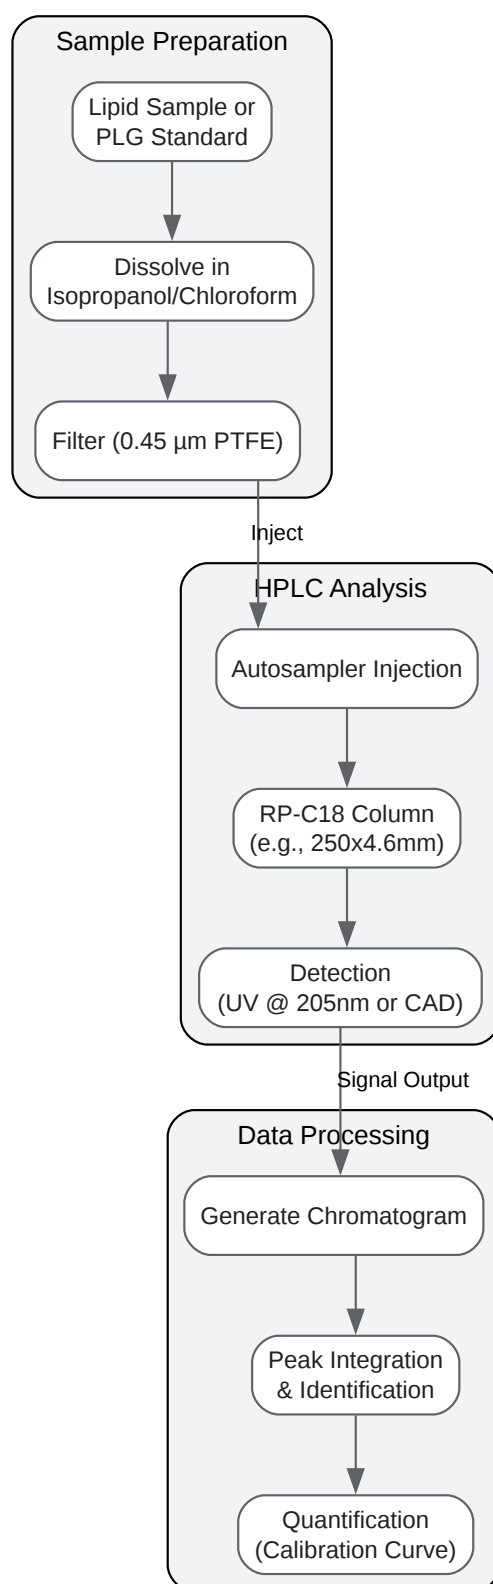 Sample Preparation
Lipid Sample or
PLG Standard
Dissolve in
Isopropanol/Chloroform
Filter (0.45 µm PTFE)
Inject
HPLC Analysis
Autosampler Injection
RP-C18 Column
(e.g., 250x4.6mm)
Detection
(UV @ 205nm or CAD)
Signal Output
Data Processing
Generate Chromatogram
Peak Integration
& Identification
Quantification
(Calibration Curve)